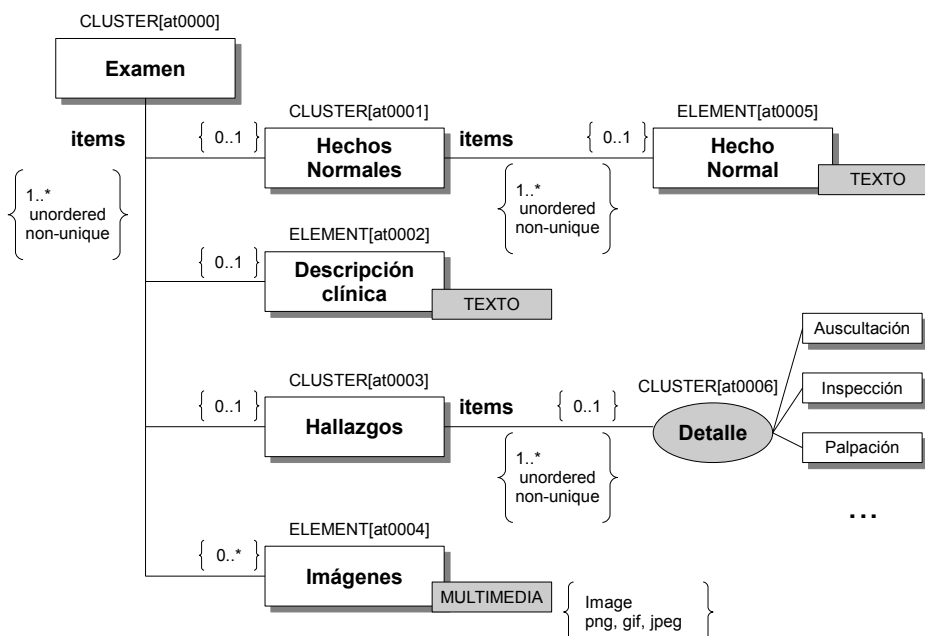 CLUSTER[at0000]
Examen
items
1..*
unordered
non-unique
{ 0..1 }
CLUSTER[at0001]
Hechos
Normales
items
1..*
unordered
non-unique
{ 0..1 }
ELEMENT[at0005]
Hecho
Normal
TEXTO
{ 0..1 }
ELEMENT[at0002]
Descripción
clínica
TEXTO
{ 0..1 }
CLUSTER[at0003]
Hallazgos
items
1..*
unordered
non-unique
{ 0..1 }
CLUSTER[at0006]
Detalle
Auscultación
Inspección
Palpación
...
{ 0..* }
ELEMENT[at0004]
Imágenes
MULTIMEDIA
Image
png, gif, jpeg